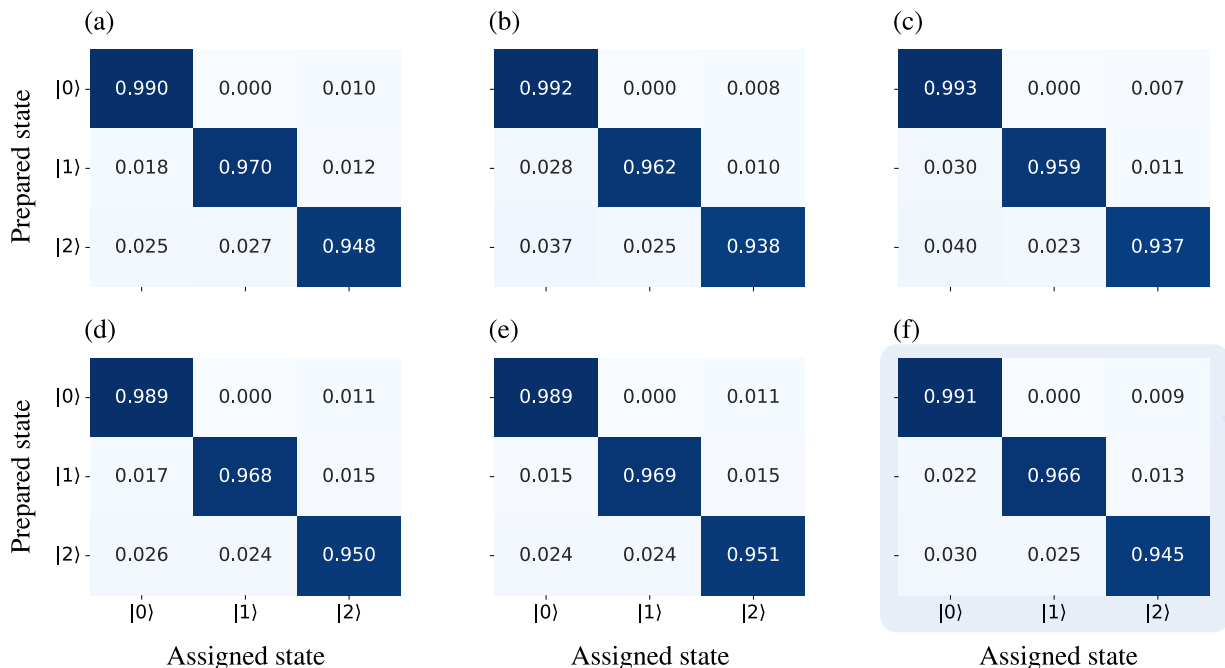 (a) (b) (c)
Prepared state
|0⟩ 0.990 0.000 0.010 0.992 0.000 0.008 0.993 0.000 0.007
|1⟩ 0.018 0.970 0.012 0.028 0.962 0.010 0.030 0.959 0.011
|2⟩ 0.025 0.027 0.948 0.037 0.025 0.938 0.040 0.023 0.937
(d) (e) (f)
Prepared state
|0⟩ 0.989 0.000 0.011 0.989 0.000 0.011 0.991 0.000 0.009
|1⟩ 0.017 0.968 0.015 0.015 0.969 0.015 0.022 0.966 0.013
|2⟩ 0.026 0.024 0.950 0.024 0.024 0.951 0.030 0.025 0.945
|0⟩ |1⟩ |2⟩ |0⟩ |1⟩ |2⟩ |0⟩ |1⟩ |2⟩
Assigned state Assigned state Assigned state